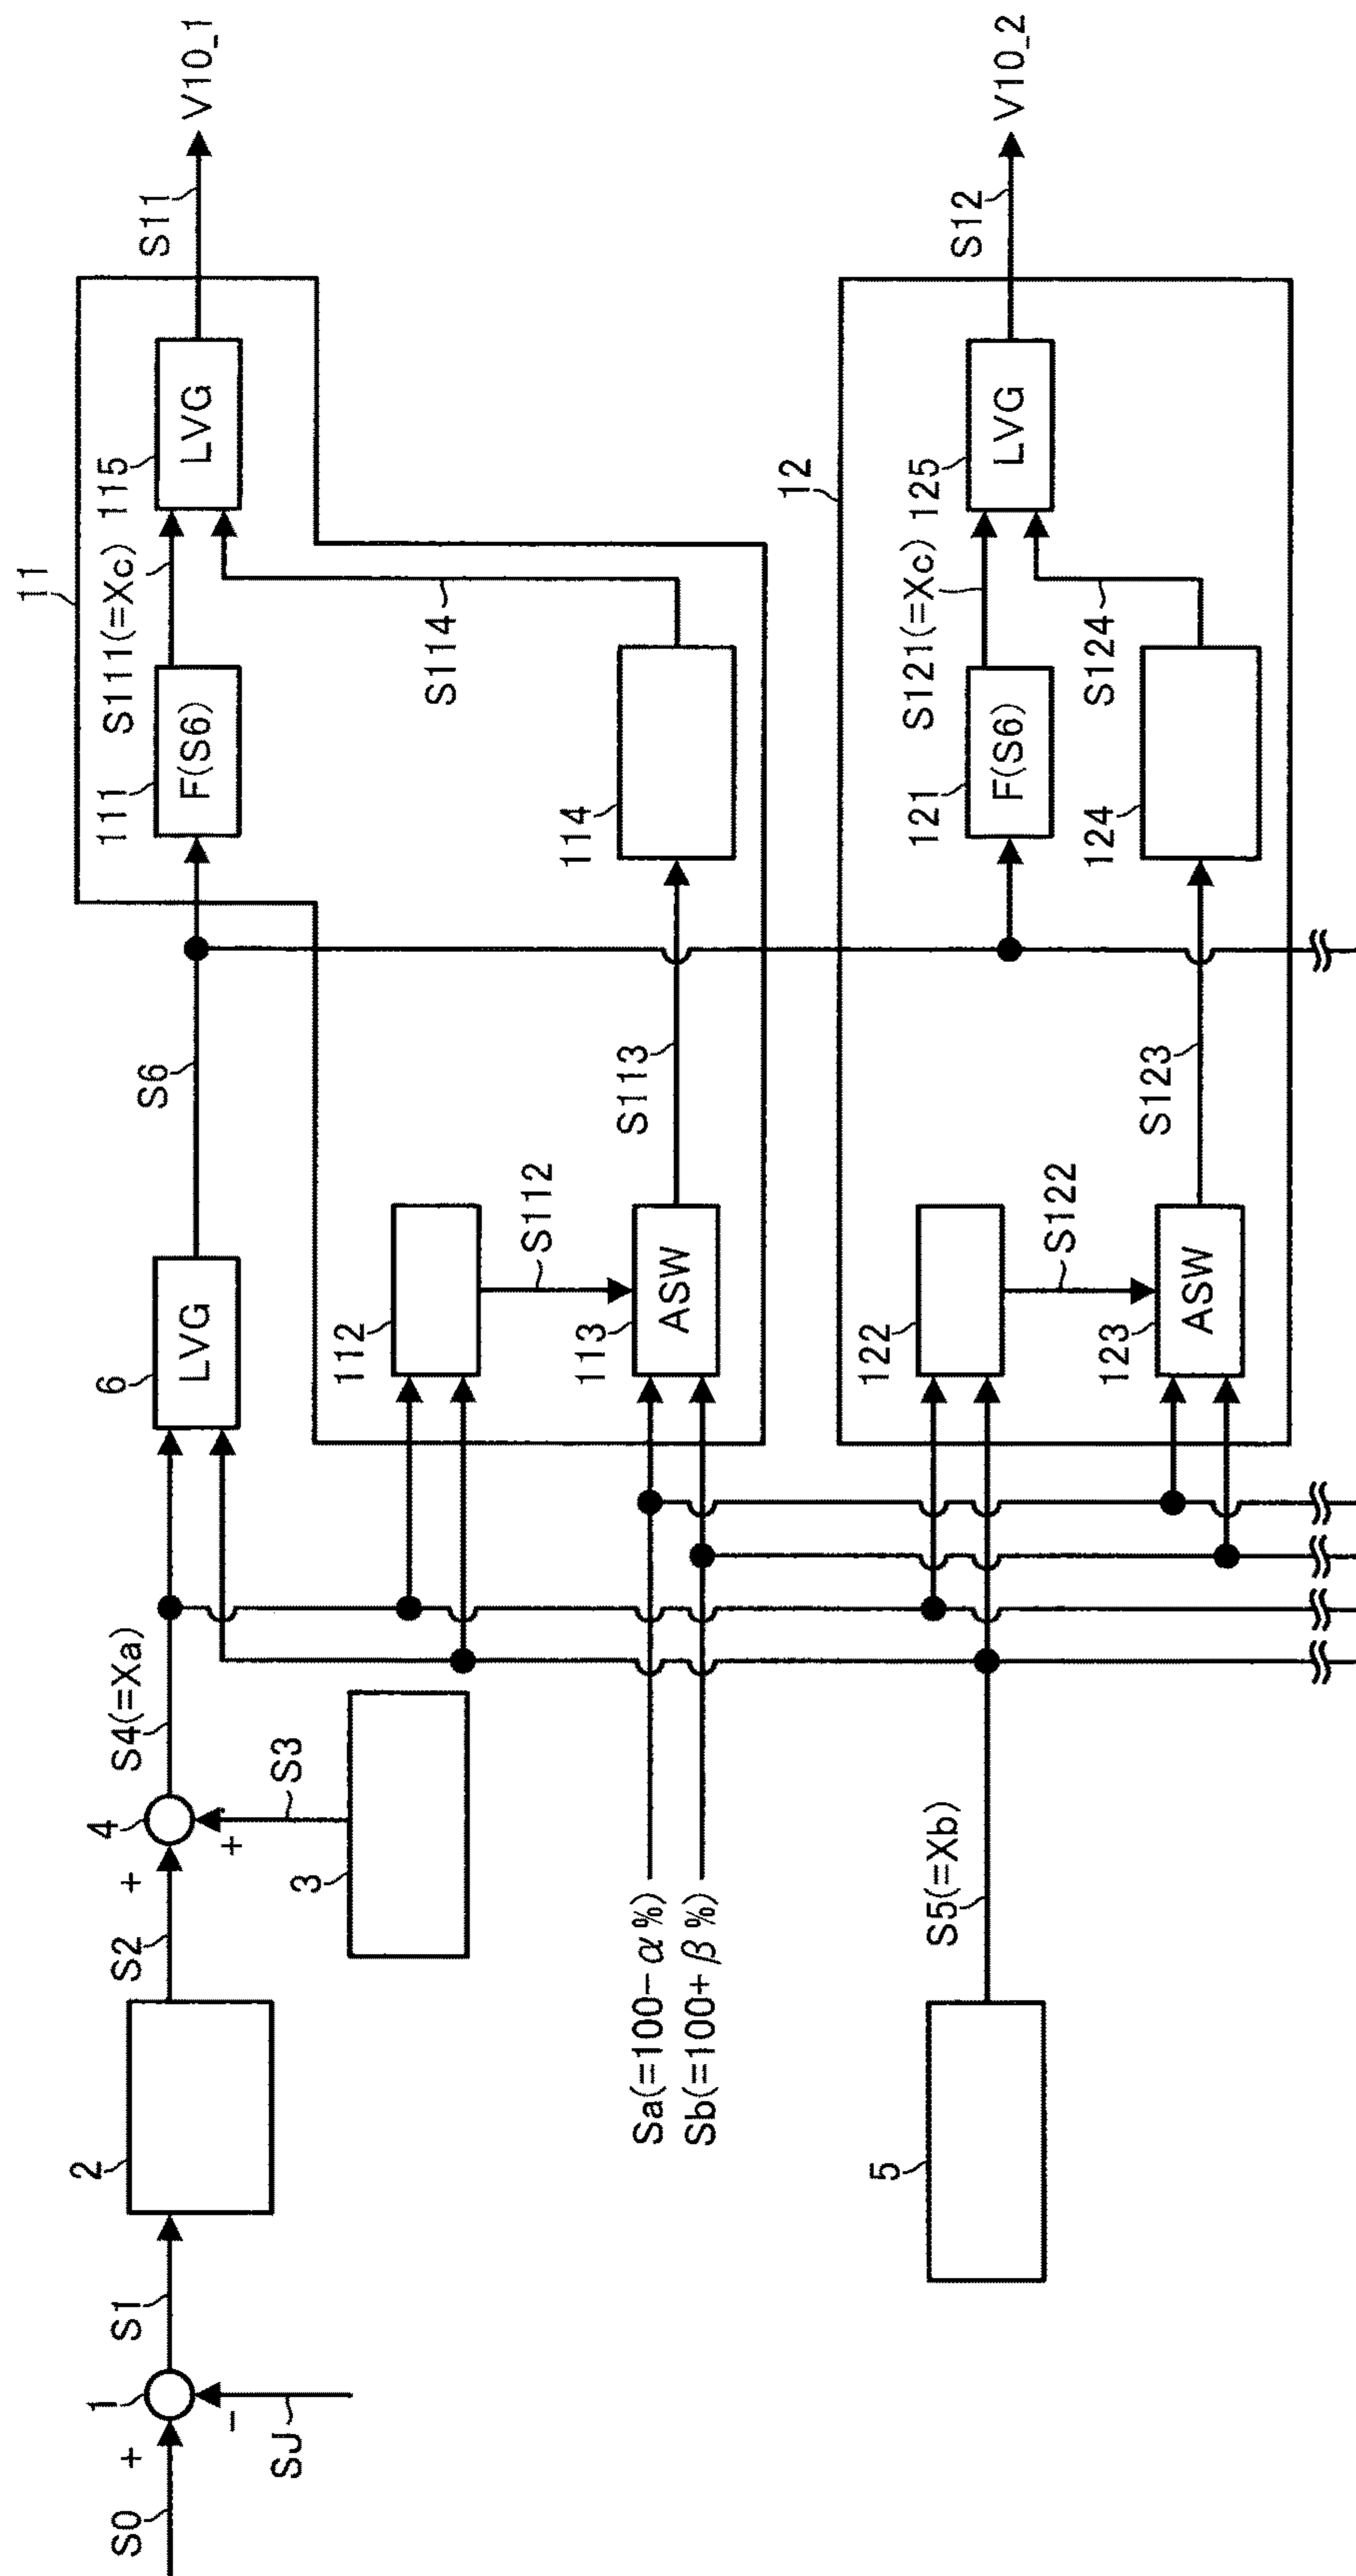 11
S11
V10_1
S6
6
LVG
111
F(S6)
S111(=Xc)
115
LVG
S114
114
112
S112
113
ASW
S113
S0
+
1
-
SJ
S1
2
S2
+
4
+
S3
3
S4(=Xa)
Sa(=100-α%)
Sb(=100+β%)
5
S5(=Xb)
12
S12
V10_2
121
F(S6)
S121(=Xc)
125
LVG
S124
124
122
S122
123
ASW
S123